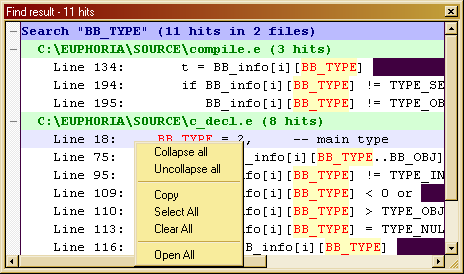 Find result - 11 hits
Search "BB_TYPE" (11 hits in 2 files)
C:\EUPHORIA\SOURCE\compile.e (3 hits)
Line 134: t = BB_info[i][BB_TYPE]
Line 194: if BB_info[i][BB_TYPE] != TYPE_SE
Line 195: BB_info[i][BB_TYPE] != TYPE_OB
C:\EUPHORIA\SOURCE\c_decl.e (8 hits)
Line 18: BB_TYPE = 2, -- main type
Line 75: _info[i][BB_TYPE..BB_OBJ]
Line 95: info[i][BB_TYPE] != TYPE_IN
Line 109: [i][BB_TYPE] < 0 or
Line 110: nfo[i][BB_TYPE] > TYPE_OBJ
Line 113: nfo[i][BB_TYPE] = TYPE_NUL
Line 116: BB_info[i][BB_TYPE]
Collapse all
Uncollapse all
Copy
Select All
Clear All
Open All